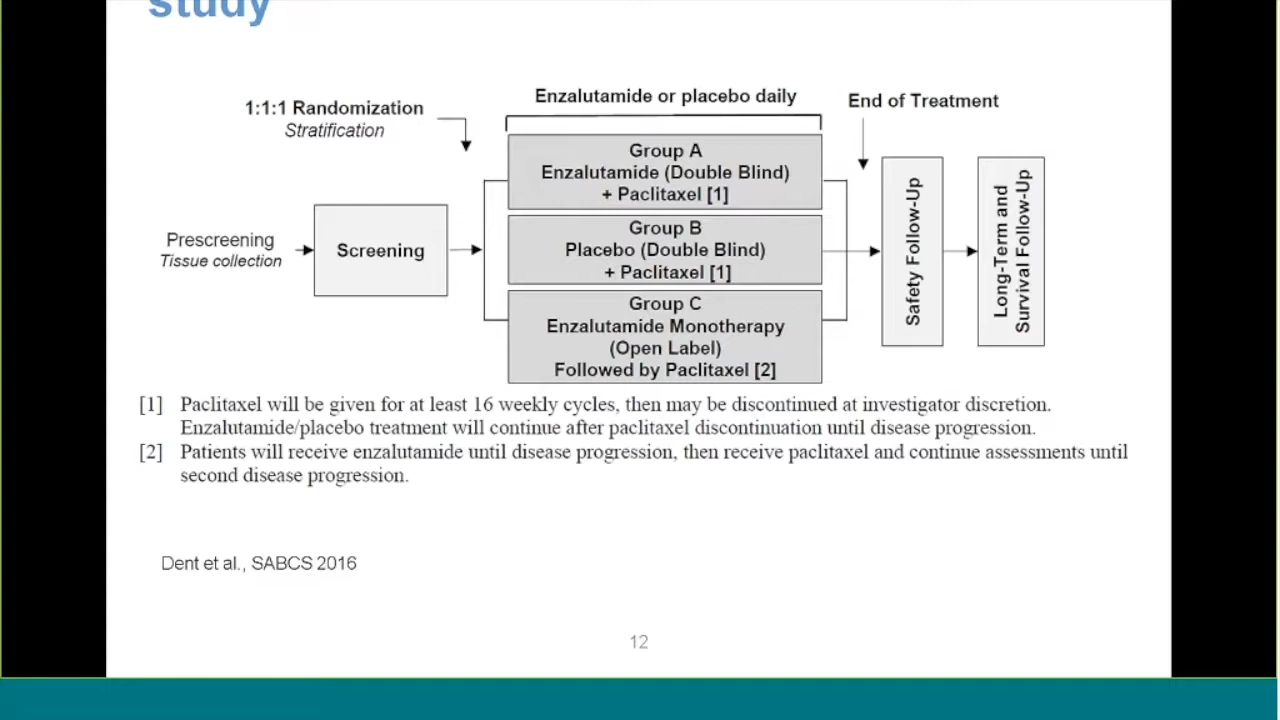 study
Enzalutamide or placebo daily
End of Treatment
1:1:1 Randomization
Stratification
Group A
Enzalutamide (Double Blind)
+ Paclitaxel [1]
Prescreening
Tissue collection
Screening
Group B
Placebo (Double Blind)
+ Paclitaxel [1]
Group C
Enzalutamide Monotherapy
(Open Label)
Followed by Paclitaxel [2]
Safety Follow-Up
Long-Term and
Survival Follow-Up
[1] Paclitaxel will be given for at least 16 weekly cycles, then may be discontinued at investigator discretion.
Enzalutamide/placebo treatment will continue after paclitaxel discontinuation until disease progression.
[2] Patients will receive enzalutamide until disease progression, then receive paclitaxel and continue assessments until
second disease progression.
Dent et al., SABCS 2016
12